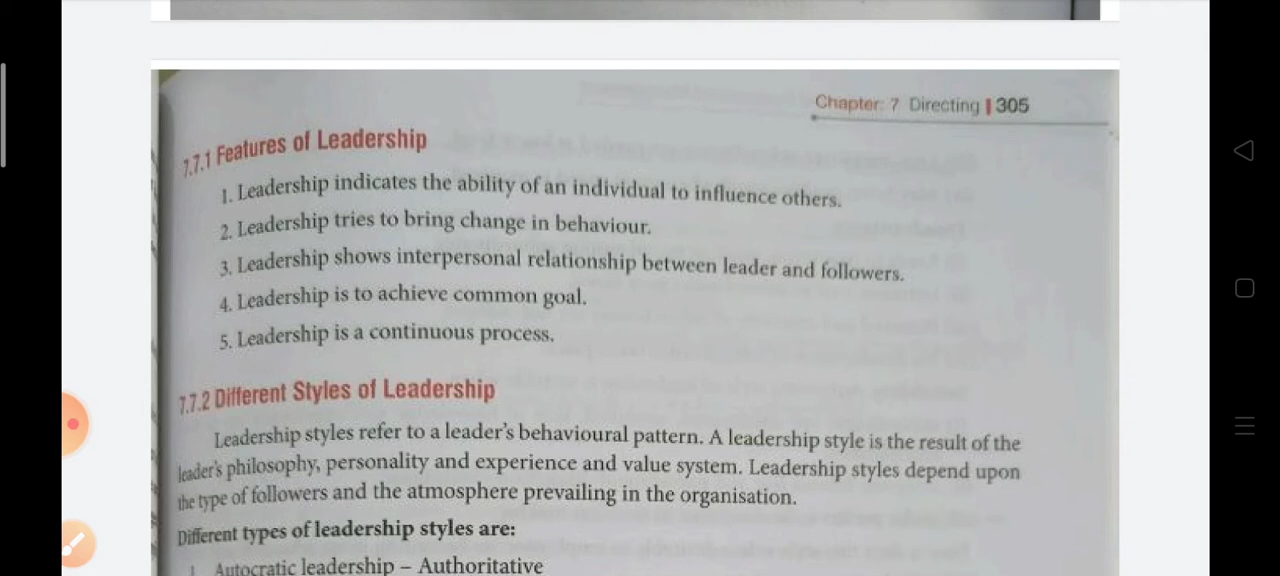 Chapter: 7 Directing | 305
7.7.1 Features of Leadership
1. Leadership indicates the ability of an individual to influence others.
2. Leadership tries to bring change in behaviour.
3. Leadership shows interpersonal relationship between leader and followers.
4. Leadership is to achieve common goal.
5. Leadership is a continuous process.
7.7.2 Different Styles of Leadership
Leadership styles refer to a leader's behavioural pattern. A leadership style is the result of the
leader's philosophy, personality and experience and value system. Leadership styles depend upon
the type of followers and the atmosphere prevailing in the organisation.
Different types of leadership styles are:
1. Autocratic leadership – Authoritative